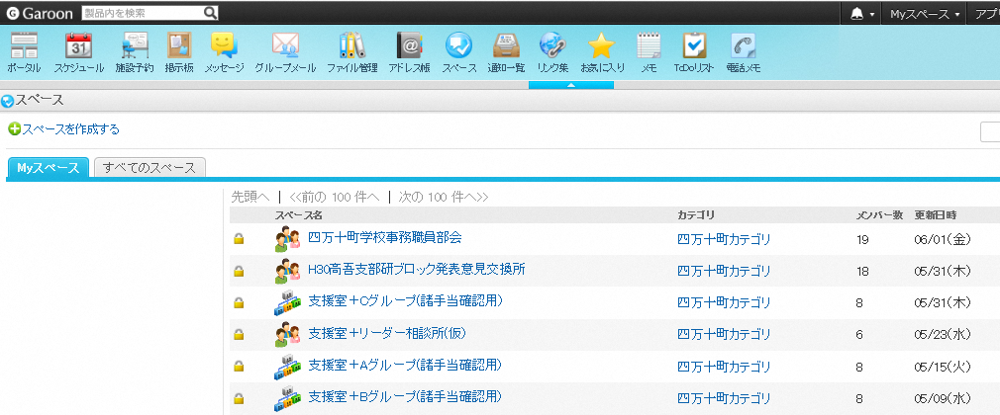 Garoon 製品内を検索 Myスペース アプリ
ポータル スケジュール 施設予約 掲示板 メッセージ グループメール ファイル管理 アドレス帳 スペース 通知一覧 リンク集 お気に入り メモ ToDoリスト 電話メモ
スペース
スペースを作成する
Myスペース すべてのスペース
先頭へ | <<前の 100 件へ | 次の 100 件へ>>
スペース名 カテゴリ メンバー数 更新日時
四万十町学校事務職員部会 四万十町カテゴリ 19 06/01(金)
H30高吾支部研ブロック発表意見交換所 四万十町カテゴリ 18 05/31(木)
支援室＋Cグループ(諸手当確認用) 四万十町カテゴリ 8 05/31(木)
支援室＋リーダー相談所(仮) 四万十町カテゴリ 6 05/23(水)
支援室＋Aグループ(諸手当確認用) 四万十町カテゴリ 8 05/15(火)
支援室＋Bグループ(諸手当確認用) 四万十町カテゴリ 8 05/09(水)